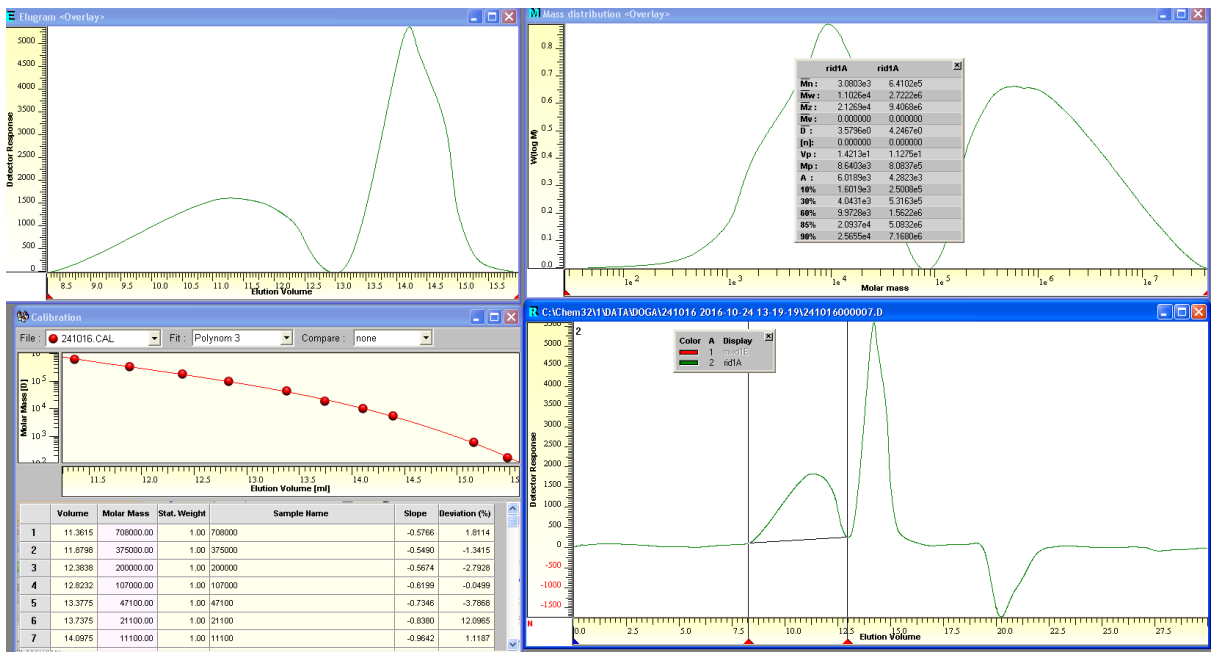 Elugram <Overlay>
Detector Response
5000
4500
4000
3500
3000
2500
2000
1500
1000
500
0
8.5 9.0 9.5 10.0 10.5 11.0 11.5 12.0 12.5 13.0 13.5 14.0 14.5 15.0 15.5
Elution Volume
Mass distribution <Overlay>
W(log M)
0.8
0.7
0.6
0.5
0.4
0.3
0.2
0.1
0.0
1e2 1e3 1e4 1e5 1e6 1e7
Molar mass
rid1A rid1A
Mn : 3.0803e3 6.4102e5
Mw : 1.1026e4 2.7222e6
Mz : 2.1269e4 9.4068e6
Mv : 0.000000 0.000000
D : 3.5796e0 4.2467e0
[n]: 0.000000 0.000000
Vp : 1.4213e1 1.1275e1
Mp : 8.6403e3 8.0837e5
A : 6.0189e3 4.2823e3
10% 1.6019e3 2.5008e5
30% 4.0431e3 5.3163e5
60% 9.9728e3 1.5622e6
85% 2.0937e4 5.0832e6
90% 2.5655e4 7.1680e6
Calibration
File : 241016.CAL Fit : Polynom 3 Compare : none
Molar Mass [D]
10^5
10^4
10^3
11.5 12.0 12.5 13.0 13.5 14.0 14.5 15.0
Elution Volume [ml]
Volume Molar Mass Stat. Weight Sample Name Slope Deviation (%)
1 11.3615 708000.00 1.00 708000 -0.5766 1.8114
2 11.8798 375000.00 1.00 375000 -0.5490 -1.3415
3 12.3838 200000.00 1.00 200000 -0.5674 -2.7928
4 12.8232 107000.00 1.00 107000 -0.6199 -0.0499
5 13.3775 47100.00 1.00 47100 -0.7346 -3.7868
6 13.7375 21100.00 1.00 21100 -0.8380 12.0965
7 14.0975 11100.00 1.00 11100 -0.9642 1.1187
C:\Chem32\1\DATA\DOGA\241016 2016-10-24 13-19-19\241016000007.D
2
Color A Display
1 mwd1E
2 rid1A
Detector Response
5500
5000
4500
4000
3500
3000
2500
2000
1500
1000
500
0
-500
-1000
-1500
N
0.0 2.5 5.0 7.5 10.0 12.5 15.0 17.5 20.0 22.5 25.0 27.5
Elution Volume